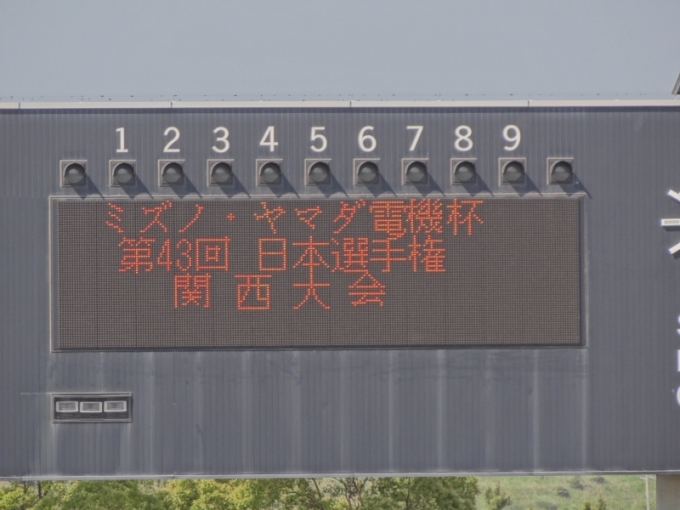 1 2 3 4 5 6 7 8 9
ミズノ・ヤマダ電機杯
第43回 日本選手権
関西大会